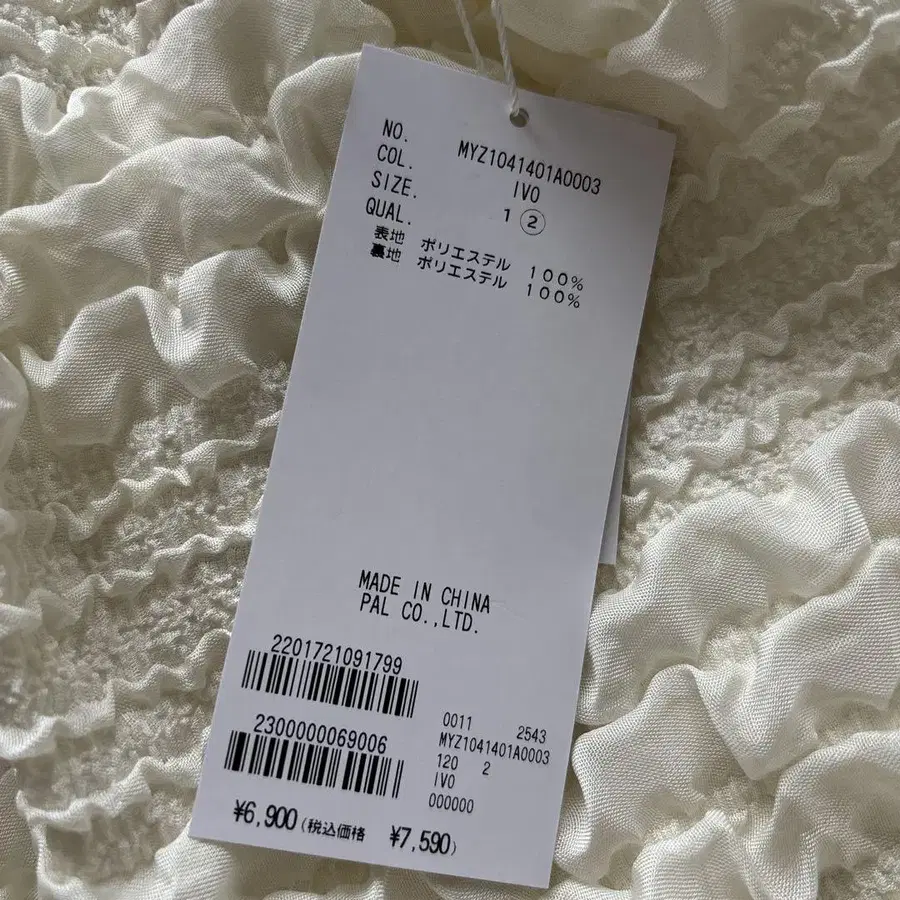 NO. MYZ1041401A0003
COL. IVO
SIZE. 1 ②
QUAL.
表地 ポリエステル 100%
裏地 ポリエステル 100%
MADE IN CHINA
PAL CO.,LTD.
2201721091799
2300000069006
0011 2543
MYZ1041401A0003
120 2
IVO
000000
¥6,900(税込価格 ¥7,590)